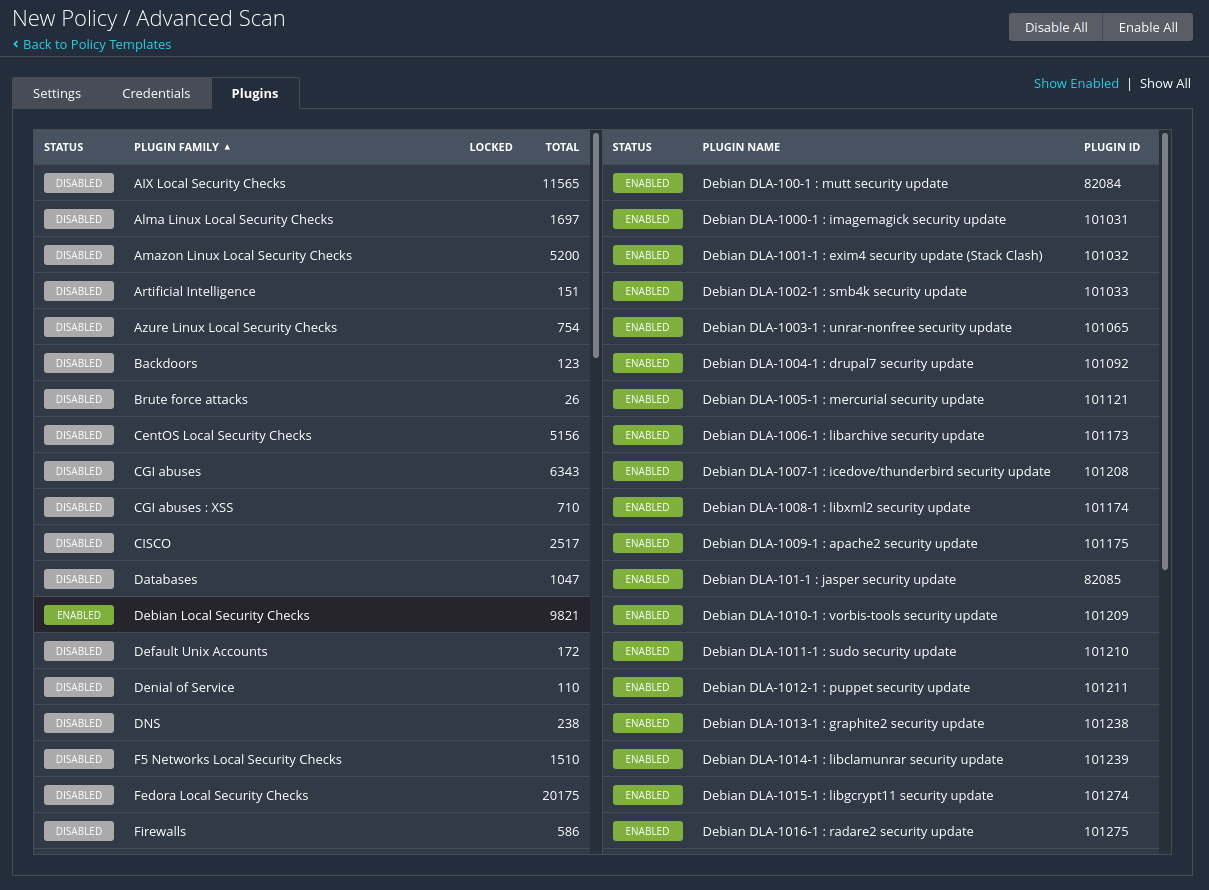 New Policy / Advanced Scan
Disable All Enable All
‹ Back to Policy Templates
Settings Credentials Plugins
Show Enabled | Show All
STATUS PLUGIN FAMILY ▲ LOCKED TOTAL STATUS PLUGIN NAME PLUGIN ID
DISABLED AIX Local Security Checks 11565 ENABLED Debian DLA-100-1 : mutt security update 82084
DISABLED Alma Linux Local Security Checks 1697 ENABLED Debian DLA-1000-1 : imagemagick security update 101031
DISABLED Amazon Linux Local Security Checks 5200 ENABLED Debian DLA-1001-1 : exim4 security update (Stack Clash) 101032
DISABLED Artificial Intelligence 151 ENABLED Debian DLA-1002-1 : smb4k security update 101033
DISABLED Azure Linux Local Security Checks 754 ENABLED Debian DLA-1003-1 : unrar-nonfree security update 101065
DISABLED Backdoors 123 ENABLED Debian DLA-1004-1 : drupal7 security update 101092
DISABLED Brute force attacks 26 ENABLED Debian DLA-1005-1 : mercurial security update 101121
DISABLED CentOS Local Security Checks 5156 ENABLED Debian DLA-1006-1 : libarchive security update 101173
DISABLED CGI abuses 6343 ENABLED Debian DLA-1007-1 : icedove/thunderbird security update 101208
DISABLED CGI abuses : XSS 710 ENABLED Debian DLA-1008-1 : libxml2 security update 101174
DISABLED CISCO 2517 ENABLED Debian DLA-1009-1 : apache2 security update 101175
DISABLED Databases 1047 ENABLED Debian DLA-101-1 : jasper security update 82085
ENABLED Debian Local Security Checks 9821 ENABLED Debian DLA-1010-1 : vorbis-tools security update 101209
DISABLED Default Unix Accounts 172 ENABLED Debian DLA-1011-1 : sudo security update 101210
DISABLED Denial of Service 110 ENABLED Debian DLA-1012-1 : puppet security update 101211
DISABLED DNS 238 ENABLED Debian DLA-1013-1 : graphite2 security update 101238
DISABLED F5 Networks Local Security Checks 1510 ENABLED Debian DLA-1014-1 : libclamunrar security update 101239
DISABLED Fedora Local Security Checks 20175 ENABLED Debian DLA-1015-1 : libgcrypt11 security update 101274
DISABLED Firewalls 586 ENABLED Debian DLA-1016-1 : radare2 security update 101275